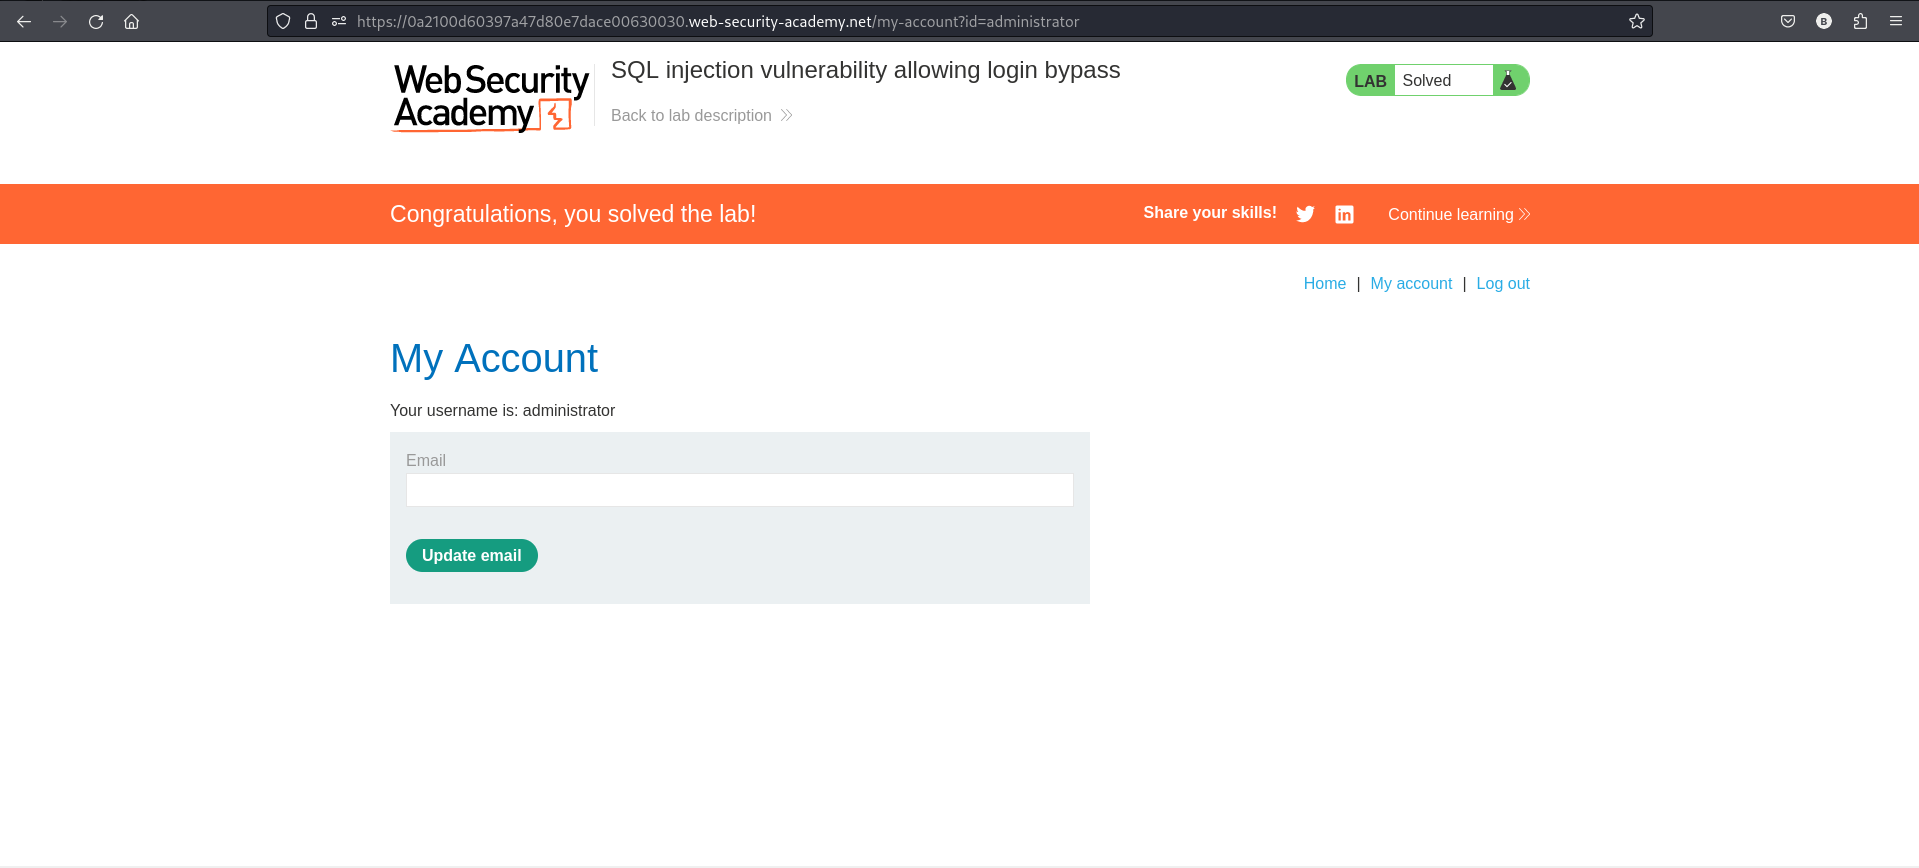 https://0a2100d60397a47d80e7dace00630030.web-security-academy.net/my-account?id=administrator
B
WebSecurity
Academy
SQL injection vulnerability allowing login bypass
Back to lab description
LAB Solved
Congratulations, you solved the lab!
Share your skills!
Continue learning
Home | My account | Log out
My Account
Your username is: administrator
Email
Update email